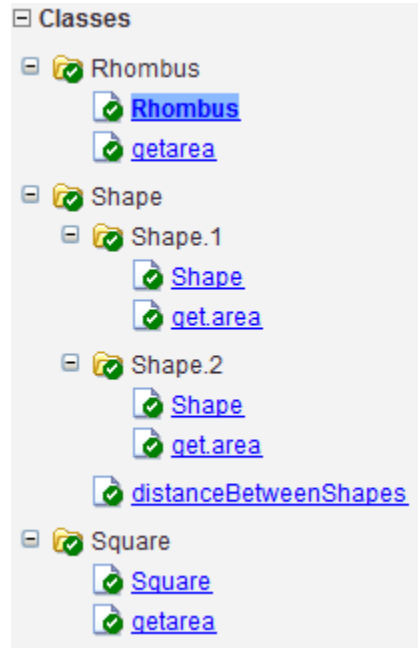 Classes
Rhombus
Rhombus
getarea
Shape
Shape.1
Shape
get.area
Shape.2
Shape
get.area
distanceBetweenShapes
Square
Square
getarea